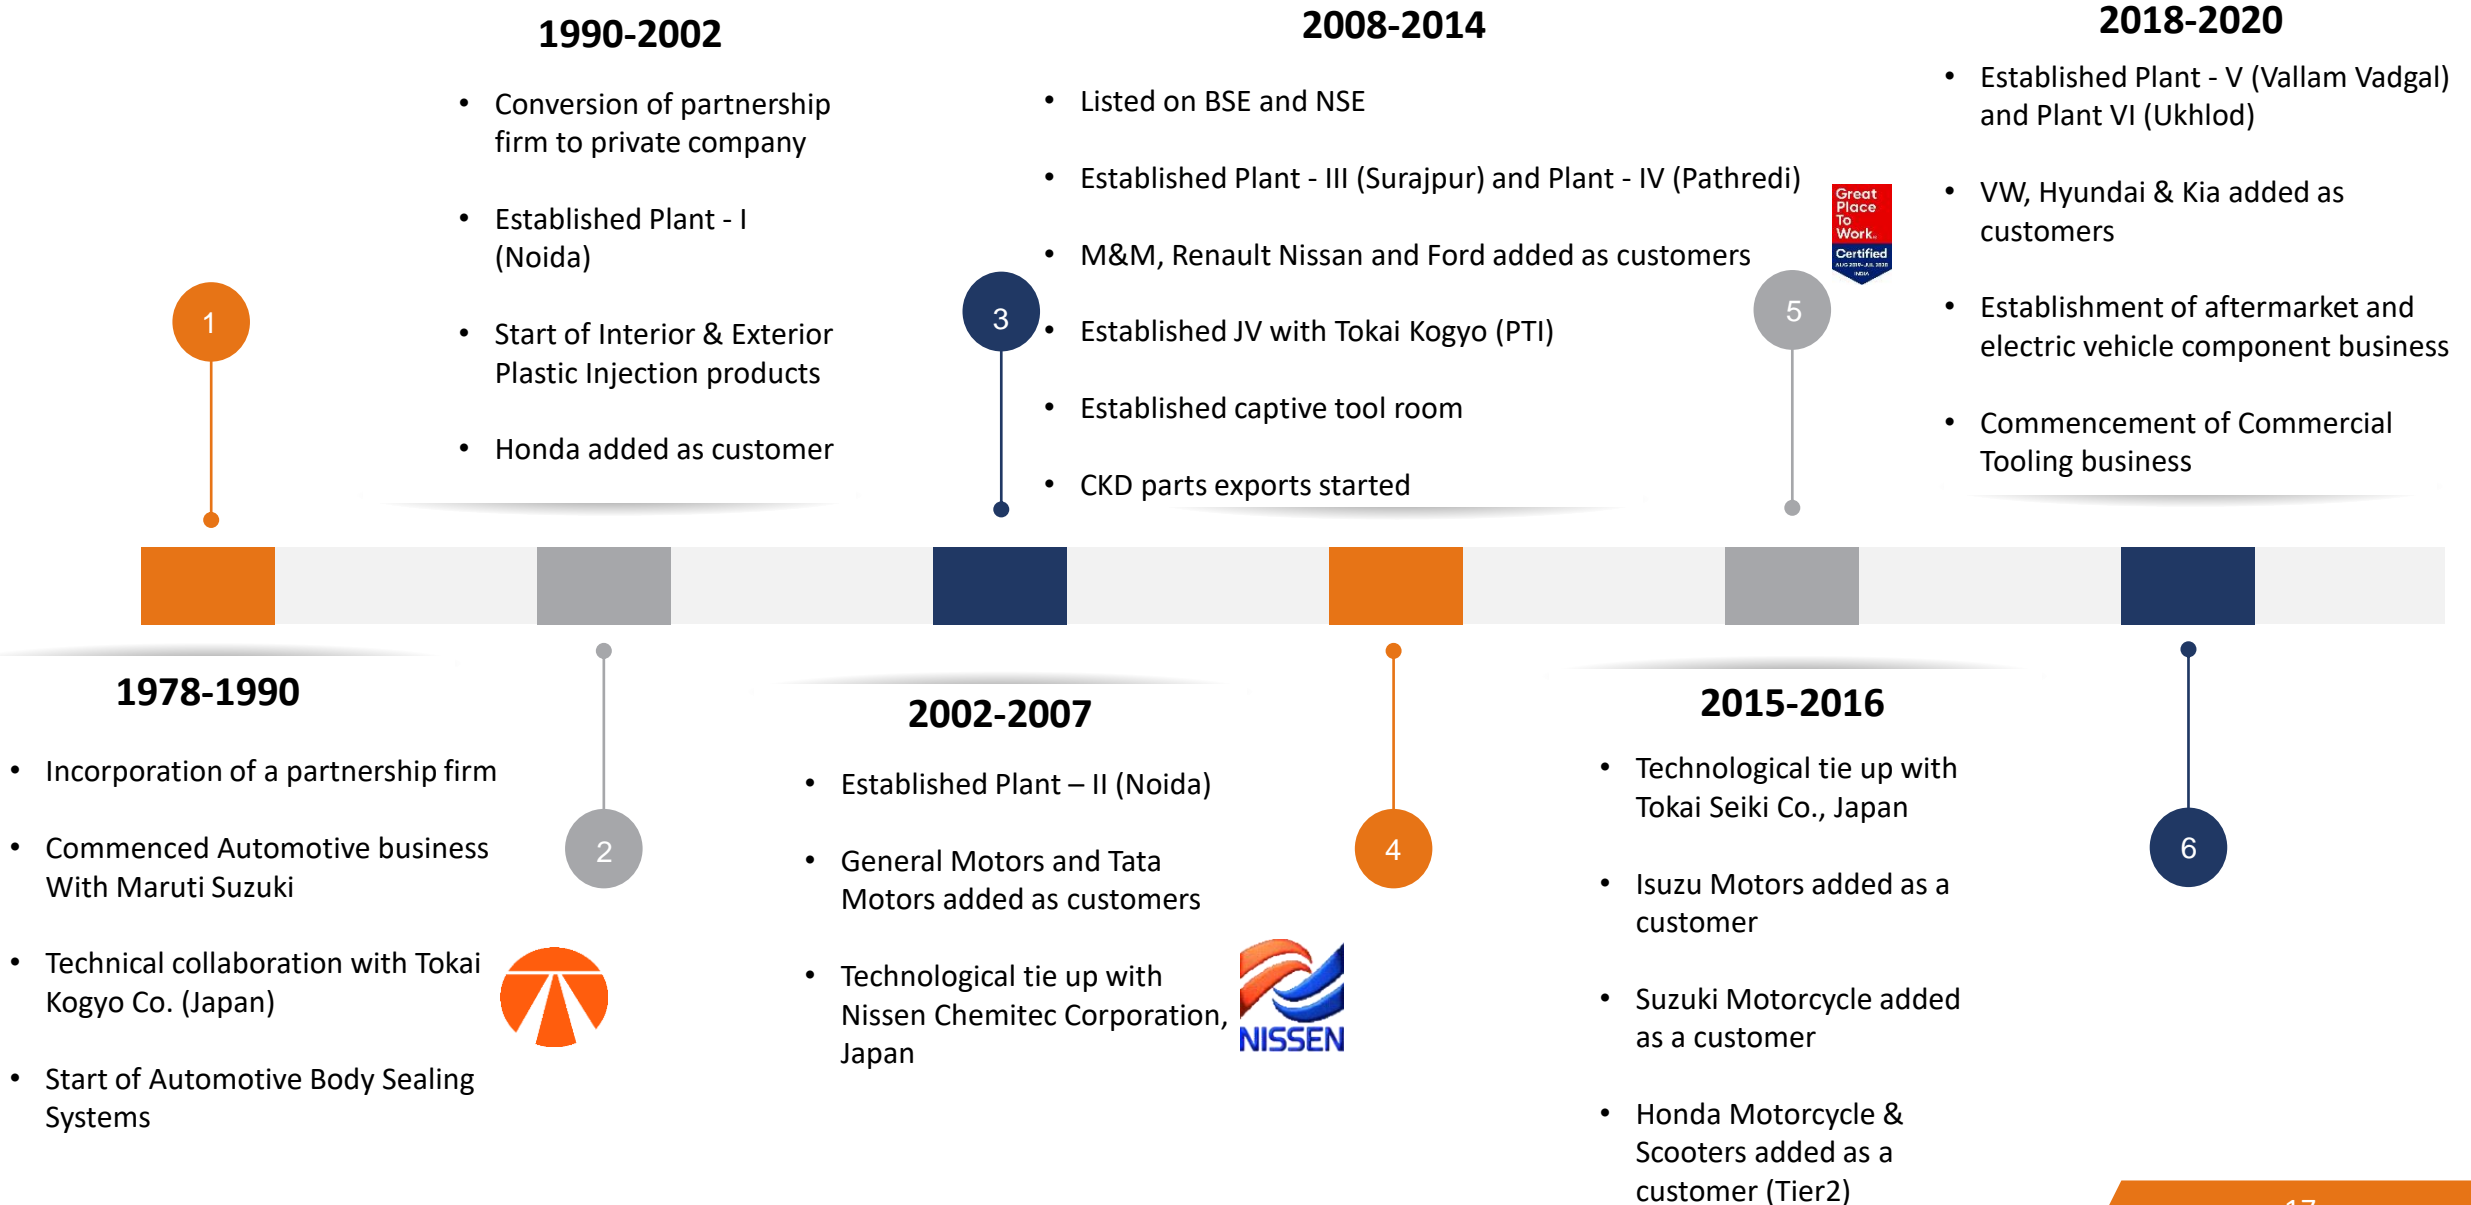 1990-2002
• Conversion of partnership
firm to private company
• Established Plant - I
(Noida)
• Start of Interior & Exterior
Plastic Injection products
• Honda added as customer
2008-2014
• Listed on BSE and NSE
• Established Plant - III (Surajpur) and Plant - IV (Pathredi)
• M&M, Renault Nissan and Ford added as customers
• Established JV with Tokai Kogyo (PTI)
• Established captive tool room
• CKD parts exports started
Great
Place
To
Work.
Certified
INDIA
2018-2020
• Established Plant - V (Vallam Vadgal)
and Plant VI (Ukhlod)
• VW, Hyundai & Kia added as
customers
• Establishment of aftermarket and
electric vehicle component business
• Commencement of Commercial
Tooling business
1
3
5
1978-1990
• Incorporation of a partnership firm
• Commenced Automotive business
With Maruti Suzuki
• Technical collaboration with Tokai
Kogyo Co. (Japan)
• Start of Automotive Body Sealing
Systems
2
2002-2007
• Established Plant – II (Noida)
• General Motors and Tata
Motors added as customers
• Technological tie up with
Nissen Chemitec Corporation,
Japan
NISSEN
4
2015-2016
• Technological tie up with
Tokai Seiki Co., Japan
• Isuzu Motors added as a
customer
• Suzuki Motorcycle added
as a customer
• Honda Motorcycle &
Scooters added as a
customer (Tier2)
6
17